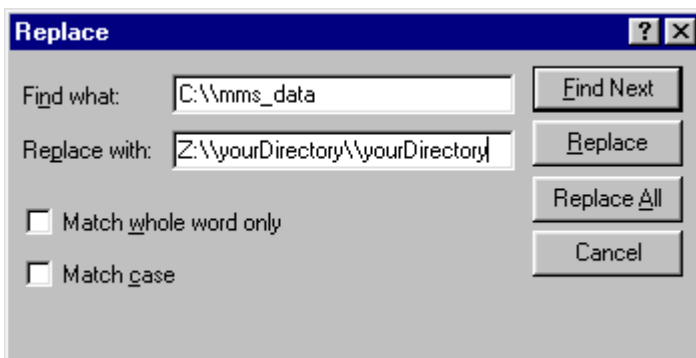 Replace
Find what: C:\\mms_data
Find Next
Replace with: Z:\\yourDirectory\\yourDirectory
Replace
Replace All
Match whole word only
Cancel
Match case